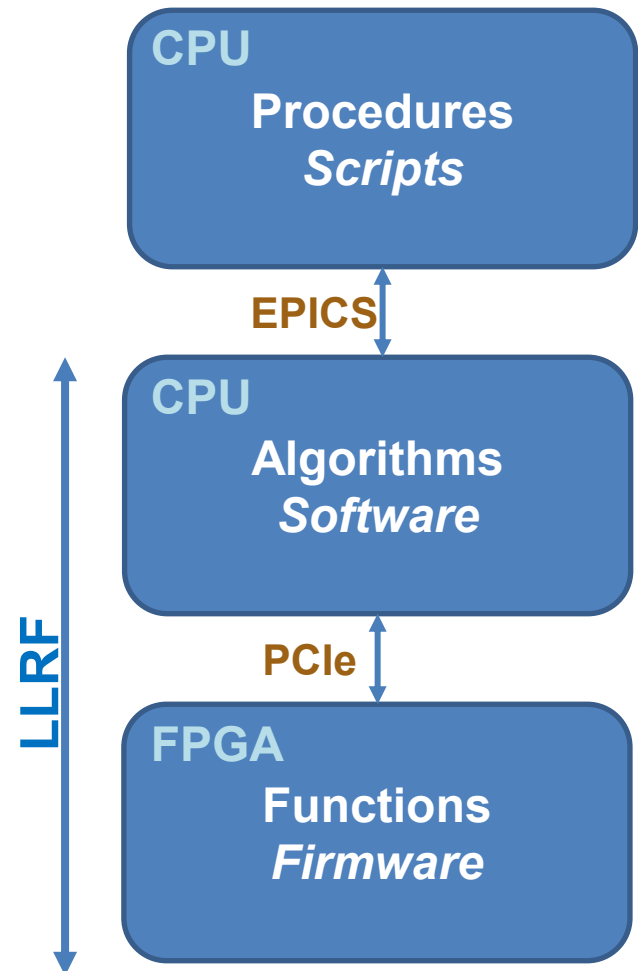 CPU
Procedures
Scripts
EPICS
CPU
Algorithms
Software
LLRF
PCIe
FPGA
Functions
Firmware